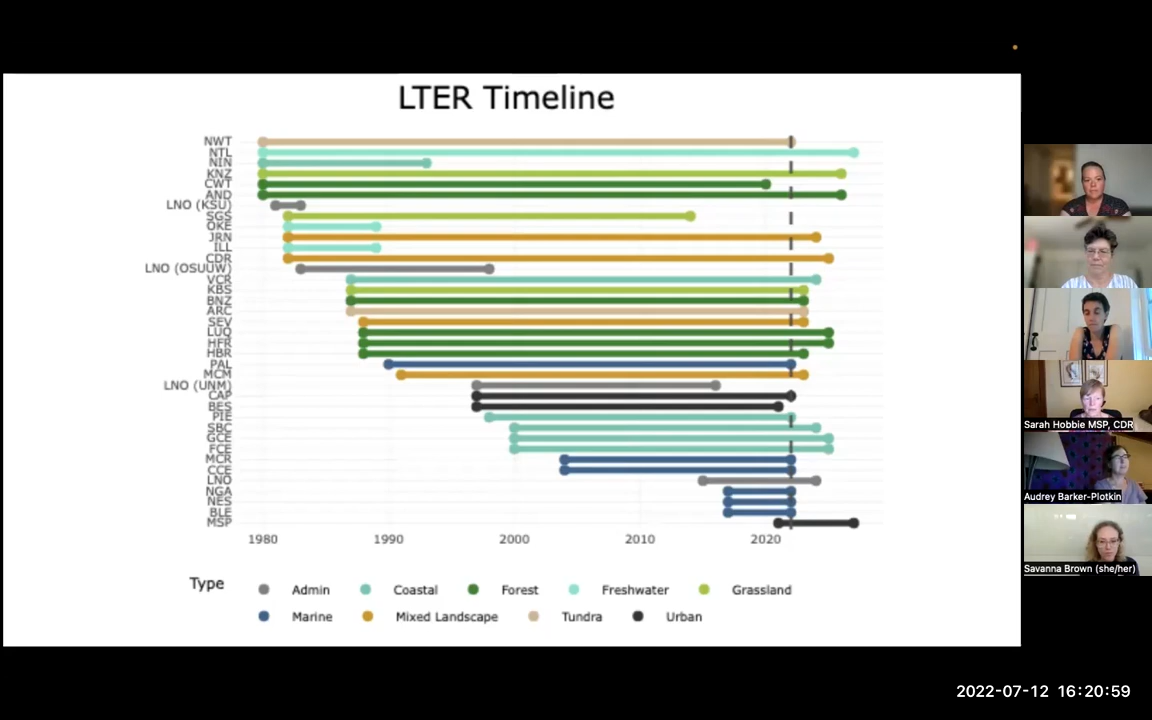 LTER Timeline
NWT
NTL
NIN
KNZ
CWT
AND
LNO (KSU)
SGS
OKE
JRN
ILL
CDR
LNO (OSUUW)
VCR
KBS
BNZ
ARC
SEV
LUQ
HFR
HBR
PAL
MCM
LNO (UNM)
CAP
BES
PIE
SBC
GCE
FCE
MCR
CCE
LNO
NGA
NES
BLE
MSP
1980 1990 2000 2010 2020
Type Admin Coastal Forest Freshwater Grassland
Marine Mixed Landscape Tundra Urban
Sarah Hobbie MSP, CDR
Audrey Barker-Plotkin
Savanna Brown (she/her)
2022-07-12 16:20:59